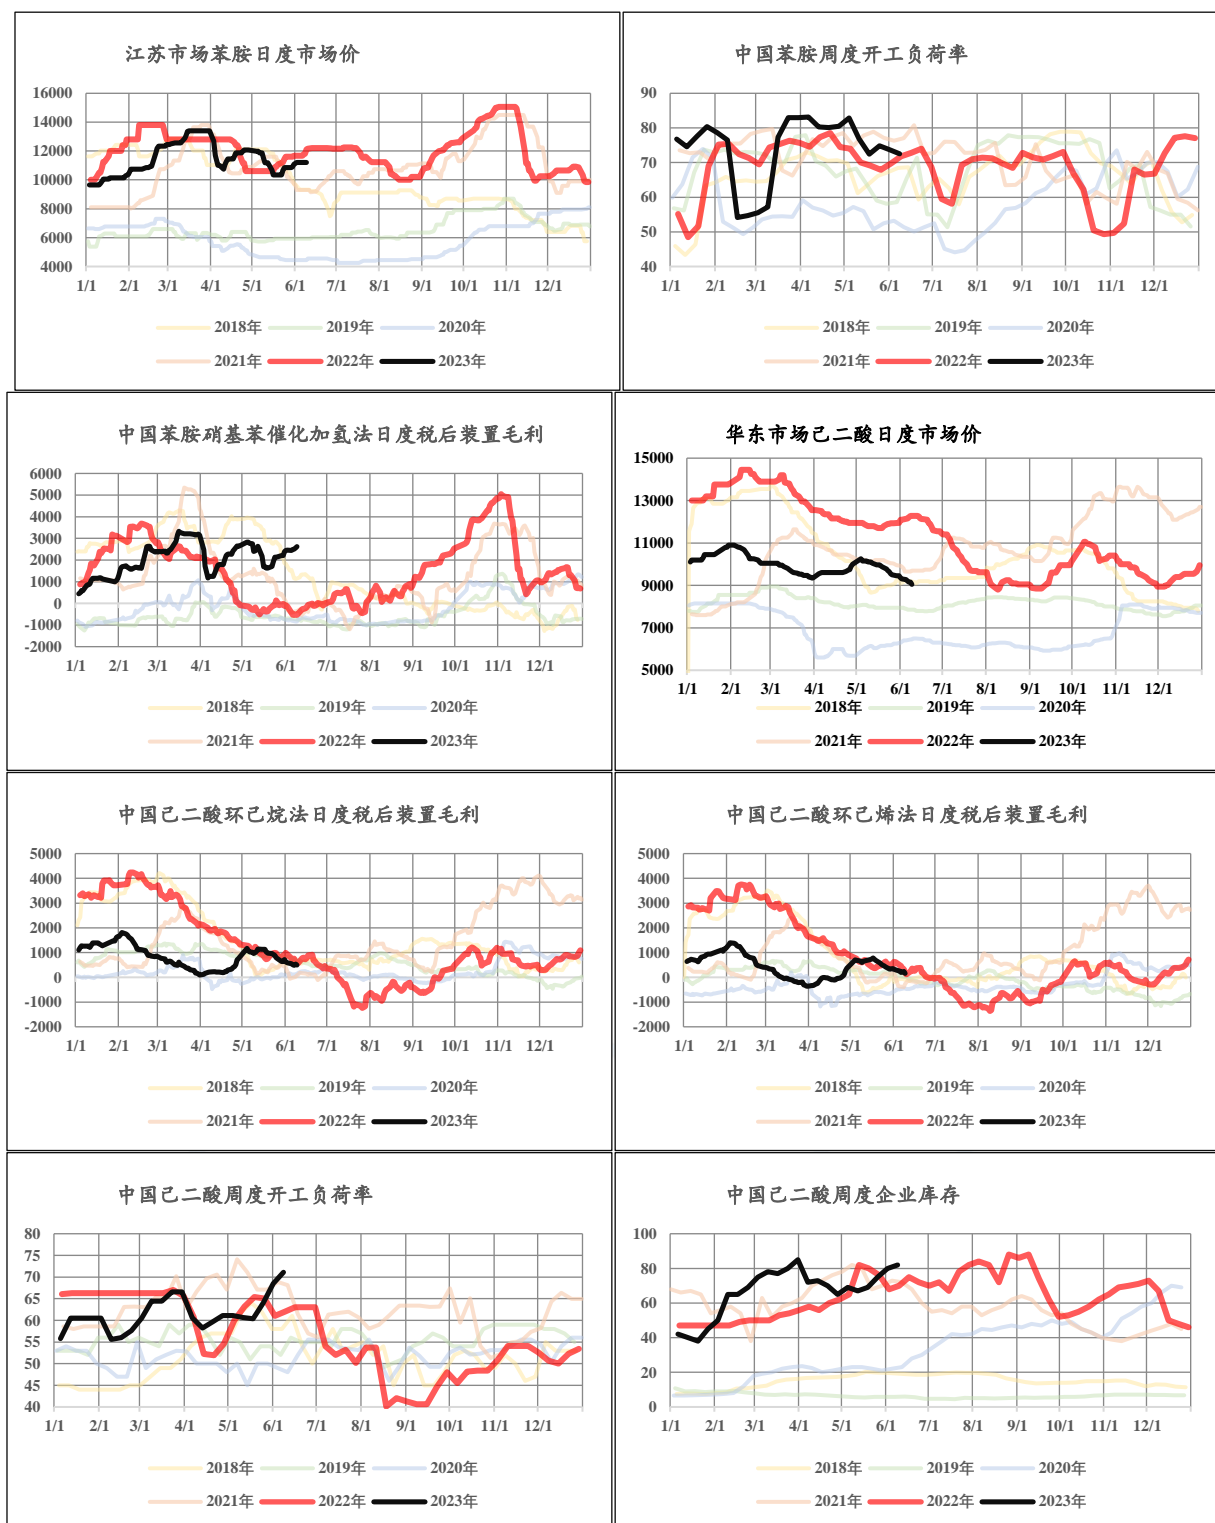 江苏市场苯胺日度市场价
16000
14000
12000
10000
8000
6000
4000
1/1 2/1 3/1 4/1 5/1 6/1 7/1 8/1 9/1 10/1 11/1 12/1
2018年 2019年 2020年
2021年 2022年 2023年
中国苯胺周度开工负荷率
90
80
70
60
50
40
1/1 2/1 3/1 4/1 5/1 6/1 7/1 8/1 9/1 10/1 11/1 12/1
2018年 2019年 2020年
2021年 2022年 2023年
中国苯胺硝基苯催化加氢法日度税后装置毛利
6000
5000
4000
3000
2000
1000
0
-1000
-2000
1/1 2/1 3/1 4/1 5/1 6/1 7/1 8/1 9/1 10/1 11/1 12/1
2018年 2019年 2020年
2021年 2022年 2023年
华东市场己二酸日度市场价
15000
13000
11000
9000
7000
5000
1/1 2/1 3/1 4/1 5/1 6/1 7/1 8/1 9/1 10/1 11/1 12/1
2018年 2019年 2020年
2021年 2022年 2023年
中国己二酸环己烷法日度税后装置毛利
5000
4000
3000
2000
1000
0
-1000
-2000
1/1 2/1 3/1 4/1 5/1 6/1 7/1 8/1 9/1 10/1 11/1 12/1
2018年 2019年 2020年
2021年 2022年 2023年
中国己二酸环己烯法日度税后装置毛利
5000
4000
3000
2000
1000
0
-1000
-2000
1/1 2/1 3/1 4/1 5/1 6/1 7/1 8/1 9/1 10/1 11/1 12/1
2018年 2019年 2020年
2021年 2022年 2023年
中国己二酸周度开工负荷率
80
75
70
65
60
55
50
45
40
1/1 2/1 3/1 4/1 5/1 6/1 7/1 8/1 9/1 10/1 11/1 12/1
2018年 2019年 2020年
2021年 2022年 2023年
中国己二酸周度企业库存
100
80
60
40
20
0
1/1 2/1 3/1 4/1 5/1 6/1 7/1 8/1 9/1 10/1 11/1 12/1
2018年 2019年 2020年
2021年 2022年 2023年